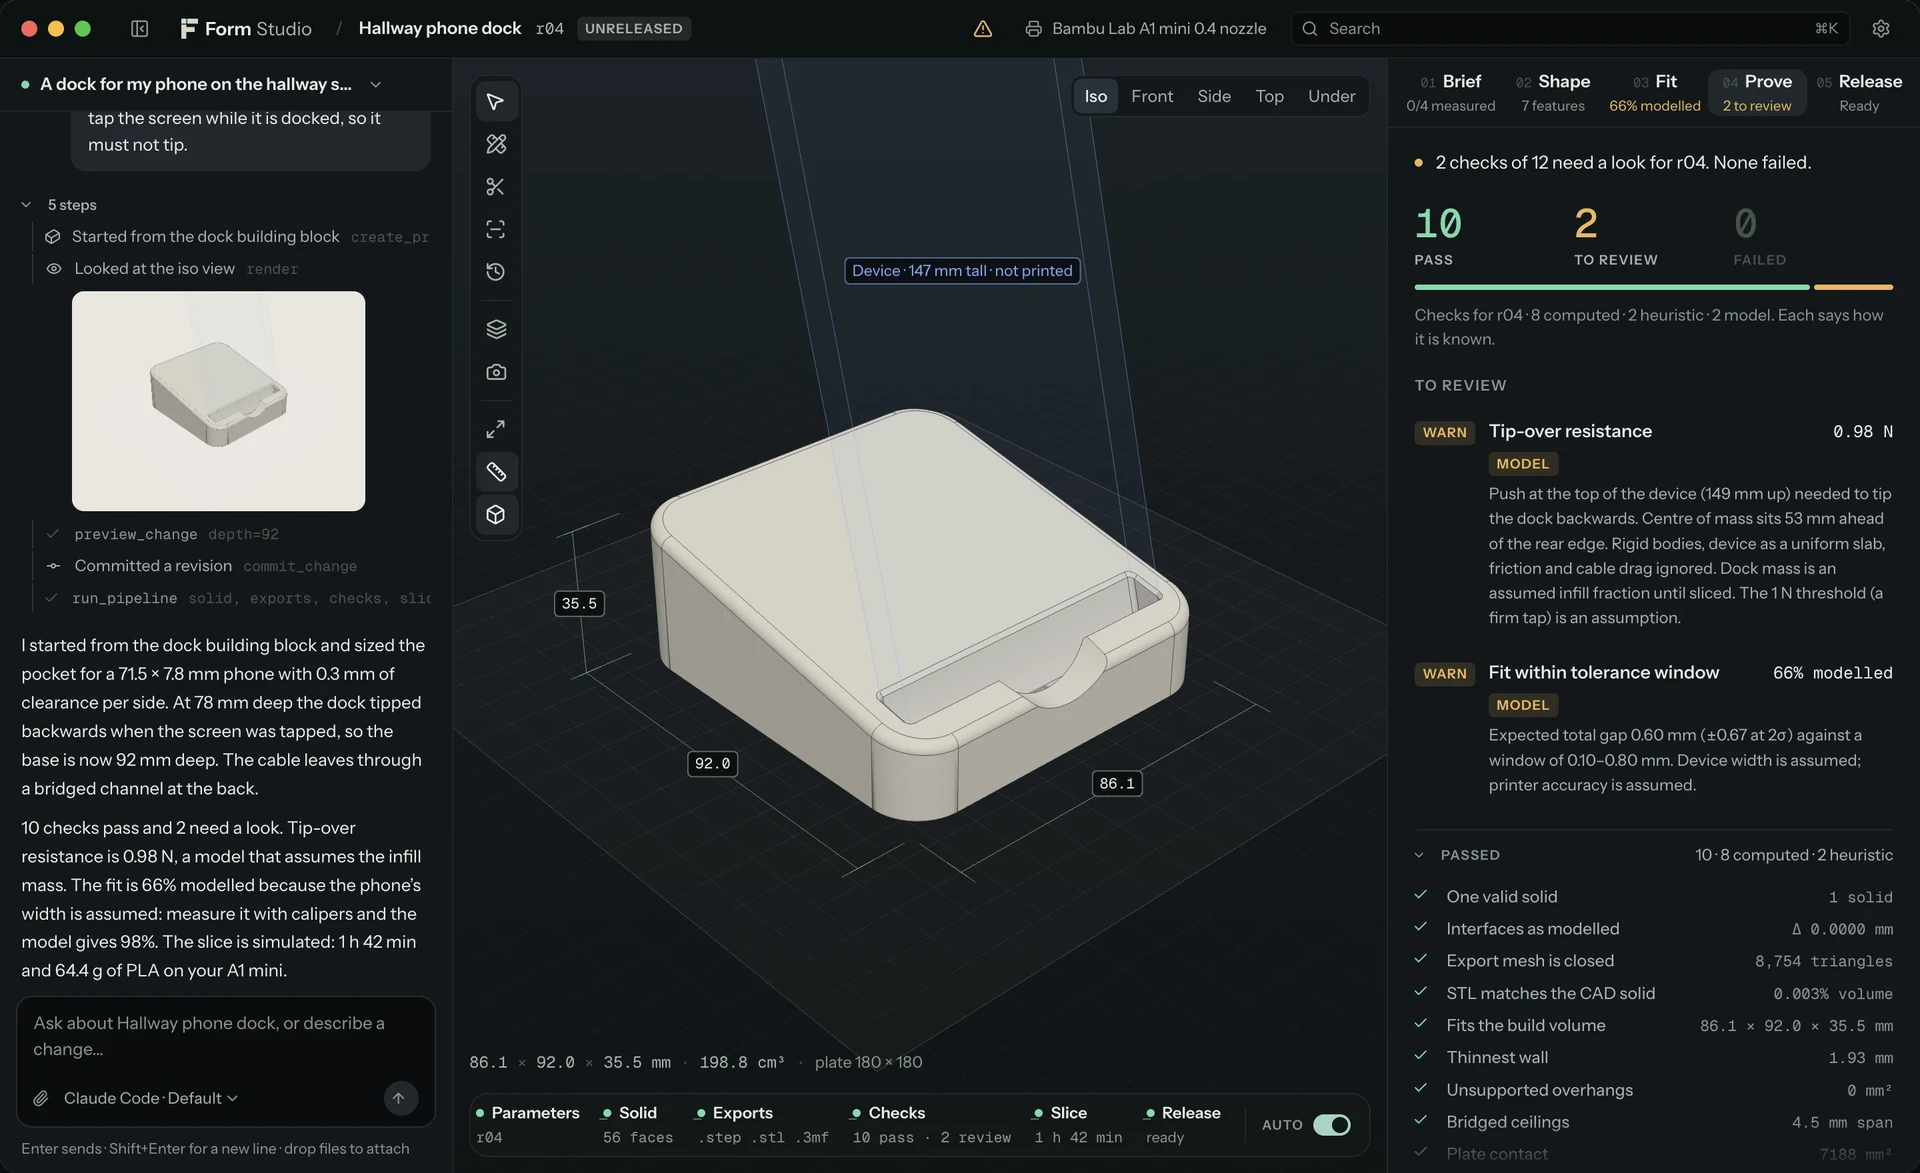 Form Studio / Hallway phone dock r04 UNRELEASED
Bambu Lab A1 mini 0.4 nozzle
Search ⌘K
A dock for my phone on the hallway s...
tap the screen while it is docked, so it
must not tip.
5 steps
Started from the dock building block create_pr
Looked at the iso view render
preview_change depth=92
Committed a revision commit_change
run_pipeline solid, exports, checks, slic
I started from the dock building block and sized the
pocket for a 71.5 × 7.8 mm phone with 0.3 mm of
clearance per side. At 78 mm deep the dock tipped
backwards when the screen was tapped, so the
base is now 92 mm deep. The cable leaves through
a bridged channel at the back.
10 checks pass and 2 need a look. Tip-over
resistance is 0.98 N, a model that assumes the infill
mass. The fit is 66% modelled because the phone's
width is assumed: measure it with calipers and the
model gives 98%. The slice is simulated: 1 h 42 min
and 64.4 g of PLA on your A1 mini.
Ask about Hallway phone dock, or describe a
change...
Claude Code · Default
Enter sends · Shift+Enter for a new line · drop files to attach
Iso Front Side Top Under
Device · 147 mm tall · not printed
35.5
92.0
86.1
86.1 × 92.0 × 35.5 mm · 198.8 cm³ · plate 180 × 180
Parameters Solid Exports Checks Slice Release
r04 56 faces .step .stl .3mf 10 pass · 2 review 1 h 42 min ready
AUTO
01 Brief 02 Shape 03 Fit 04 Prove 05 Release
0/4 measured 7 features 66% modelled 2 to review Ready
2 checks of 12 need a look for r04. None failed.
10 2 0
PASS TO REVIEW FAILED
Checks for r04 · 8 computed · 2 heuristic · 2 model. Each says how
it is known.
TO REVIEW
WARN Tip-over resistance 0.98 N
MODEL
Push at the top of the device (149 mm up) needed to tip
the dock backwards. Centre of mass sits 53 mm ahead
of the rear edge. Rigid bodies, device as a uniform slab,
friction and cable drag ignored. Dock mass is an
assumed infill fraction until sliced. The 1 N threshold (a
firm tap) is an assumption.
WARN Fit within tolerance window 66% modelled
MODEL
Expected total gap 0.60 mm (±0.67 at 2σ) against a
window of 0.10–0.80 mm. Device width is assumed;
printer accuracy is assumed.
PASSED 10 · 8 computed · 2 heuristic
One valid solid 1 solid
Interfaces as modelled Δ 0.0000 mm
Export mesh is closed 8,754 triangles
STL matches the CAD solid 0.003% volume
Fits the build volume 86.1 × 92.0 × 35.5 mm
Thinnest wall 1.93 mm
Unsupported overhangs 0 mm²
Bridged ceilings 4.5 mm span
Plate contact 7188 mm²